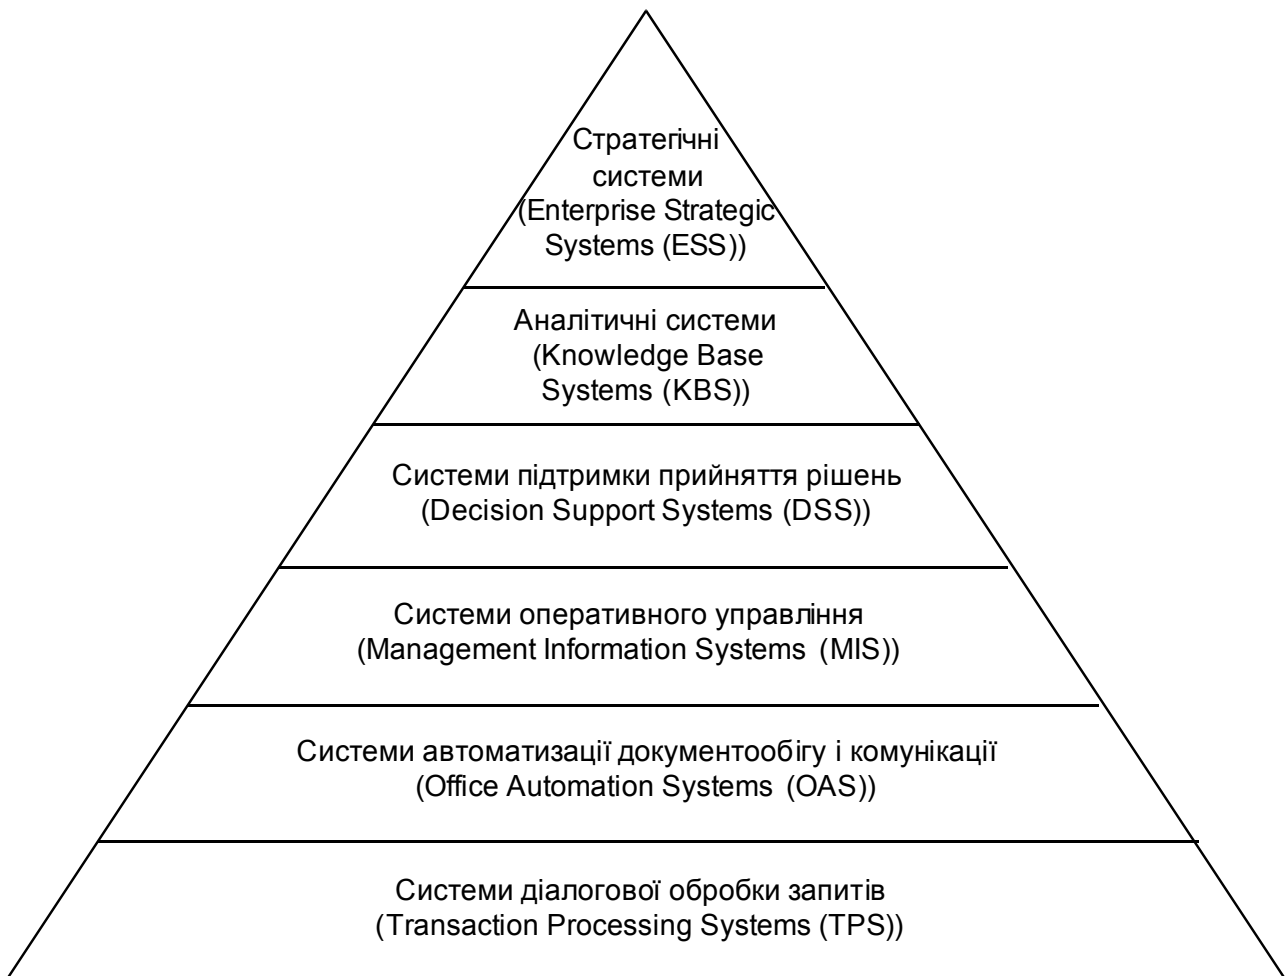 Стратегічні
системи
(Enterprise Strategic
Systems (ESS))
Аналітичні системи
(Knowledge Base
Systems (KBS))
Системи підтримки прийняття рішень
(Decision Support Systems (DSS))
Системи оперативного управління
(Management Information Systems (MIS))
Системи автоматизації документообігу і комунікації
(Office Automation Systems (OAS))
Системи діалогової обробки запитів
(Transaction Processing Systems (TPS))